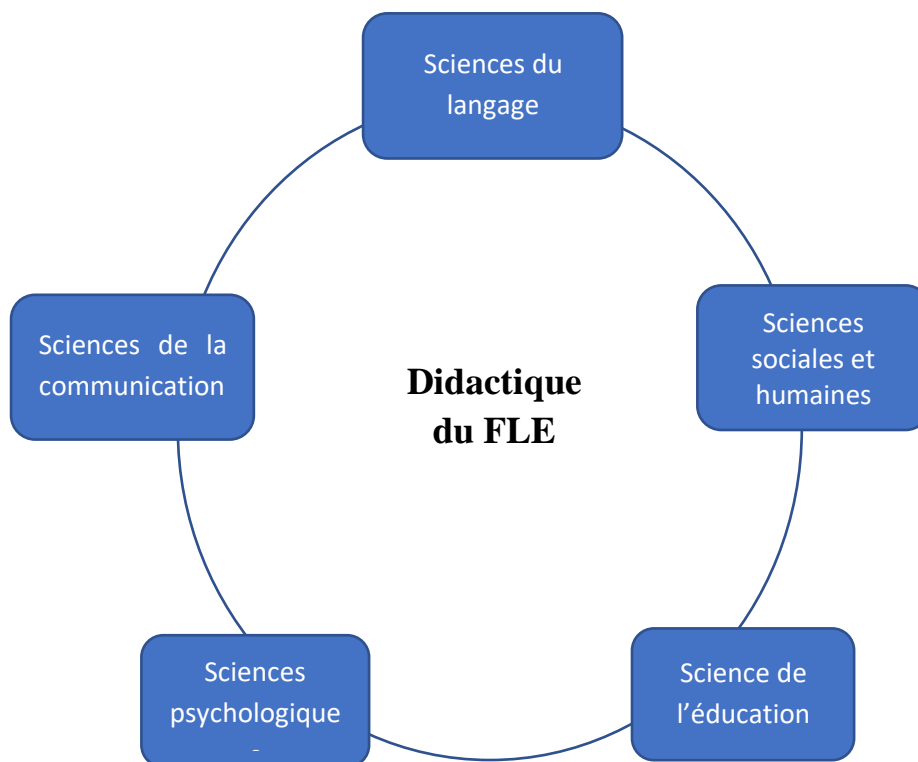 Sciences du
langage
Sciences de la
communication
Sciences
sociales et
humaines
Didactique
du FLE
Sciences
psychologique
Science de
l’éducation